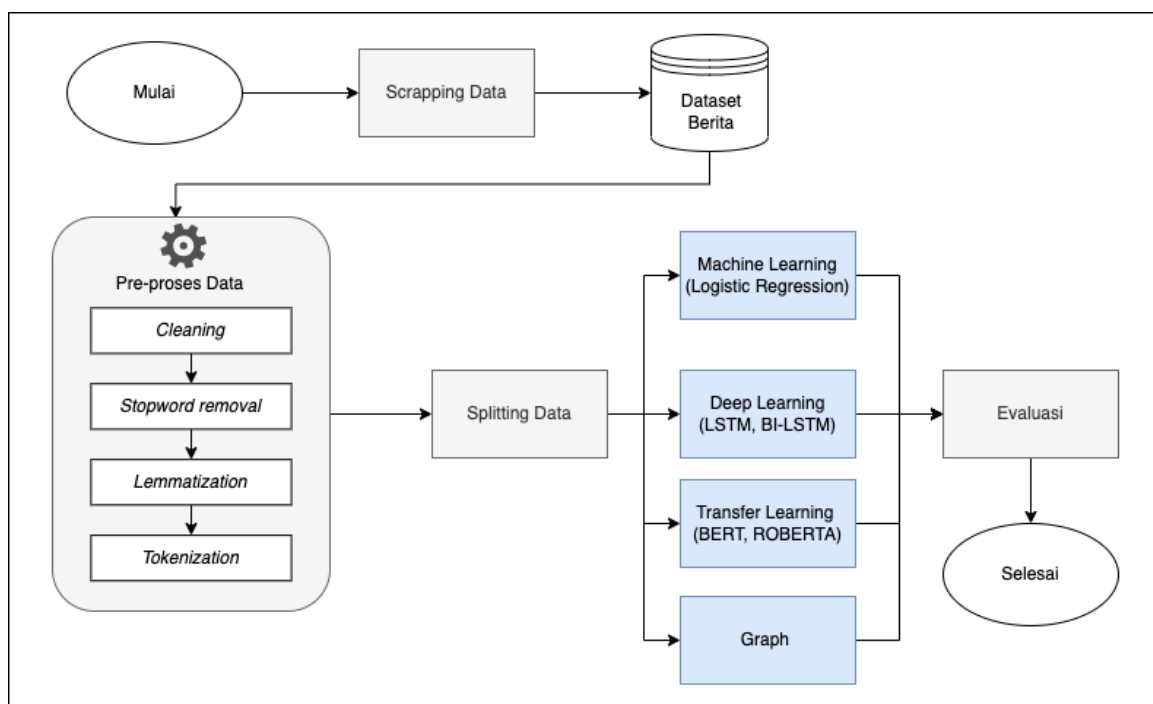 Mulai
Scrapping Data
Dataset
Berita
Pre-proses Data
Cleaning
Stopword removal
Lemmatization
Tokenization
Splitting Data
Machine Learning
(Logistic Regression)
Deep Learning
(LSTM, BI-LSTM)
Transfer Learning
(BERT, ROBERTA)
Graph
Evaluasi
Selesai